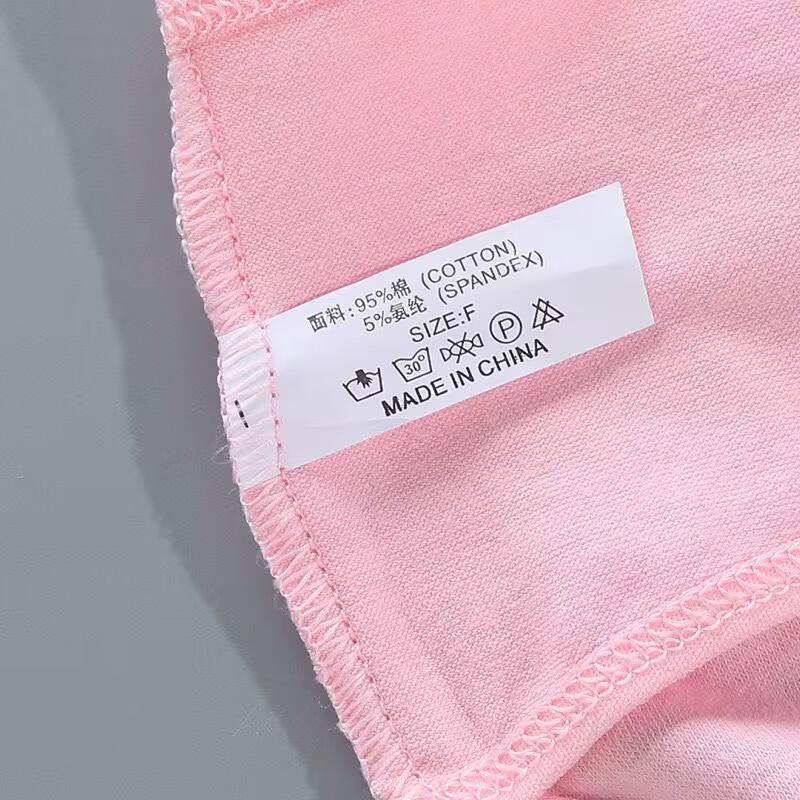 面料:95%棉 (COTTON)
5%氨纶 (SPANDEX)
SIZE:F
30° P
MADE IN CHINA